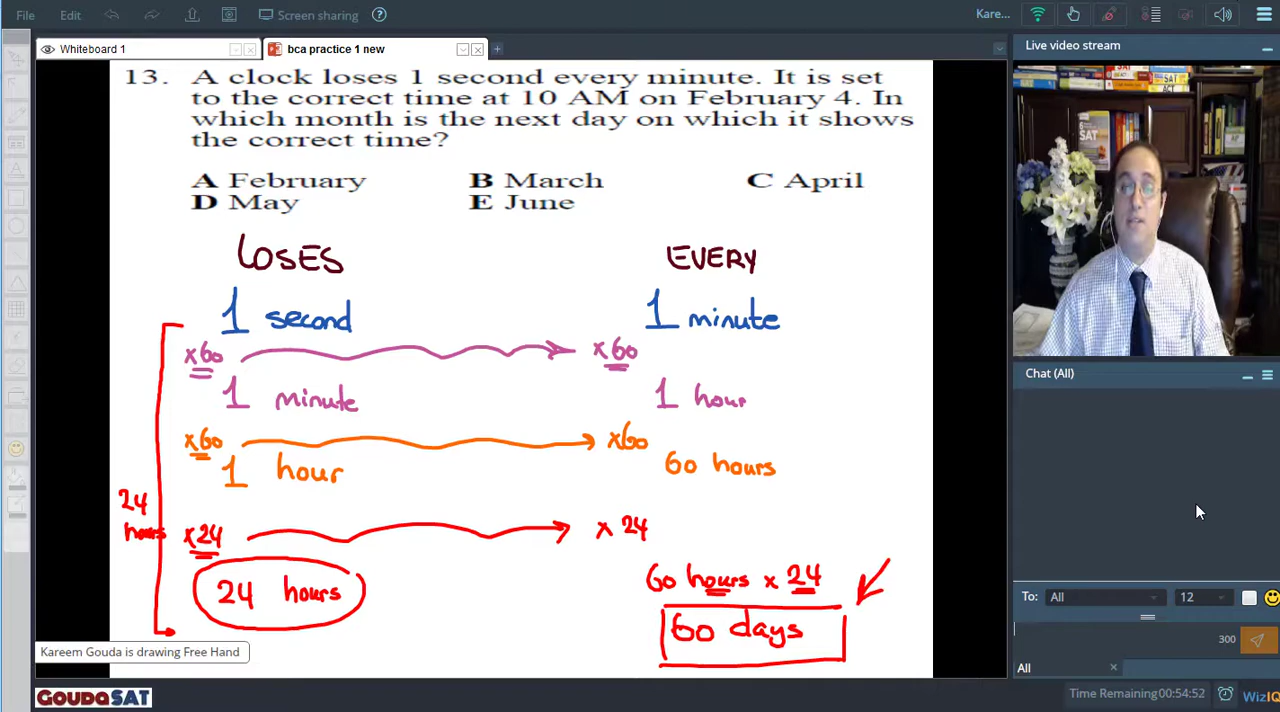 File Edit Screen sharing ? Kare...
Whiteboard 1 bca practice 1 new + Live video stream
13. A clock loses 1 second every minute. It is set
to the correct time at 10 AM on February 4. In
which month is the next day on which it shows
the correct time?
A February B March C April
D May E June
LOSES EVERY
1 second 1 minute
x60 x60
1 minute 1 hour
x60 x60
1 hour 60 hours
24
hours
x24 x 24
24 hours
60 hours x 24
60 days
Kareem Gouda is drawing Free Hand
GOUDASAT
SAT
ACT
Chat (All)
To: All 12
300
All
Time Remaining00:54:52 WizIQ